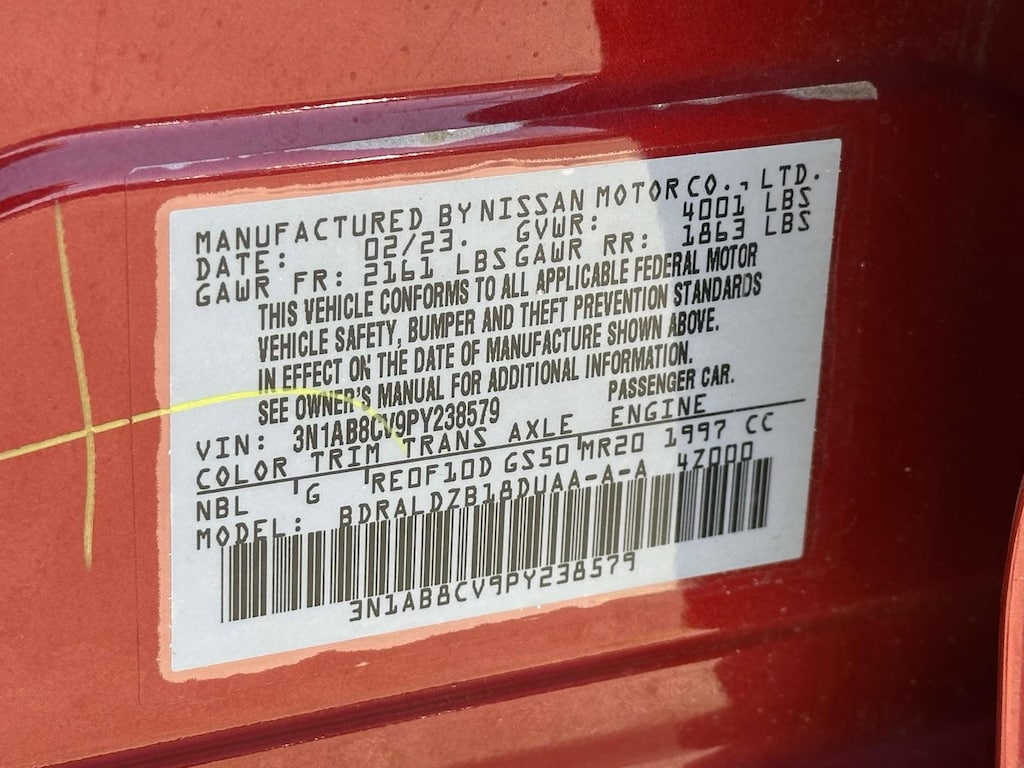 MANUFACTURED BY NISSAN MOTOR CO., LTD.
DATE: 02/23. GVWR: 4001 LBS
GAWR FR: 2161 LBS GAWR RR: 1863 LBS
THIS VEHICLE CONFORMS TO ALL APPLICABLE FEDERAL MOTOR
VEHICLE SAFETY, BUMPER AND THEFT PREVENTION STANDARDS
IN EFFECT ON THE DATE OF MANUFACTURE SHOWN ABOVE.
SEE OWNER'S MANUAL FOR ADDITIONAL INFORMATION.
VIN: 3N1AB8CV9PY238579 PASSENGER CAR.
COLOR TRIM TRANS AXLE ENGINE
NBL G RE0F10D GS50 MR20 1997 CC
MODEL: BDRALDZB18DUAA-A-A 47000
3N1AB8CV9PY238579